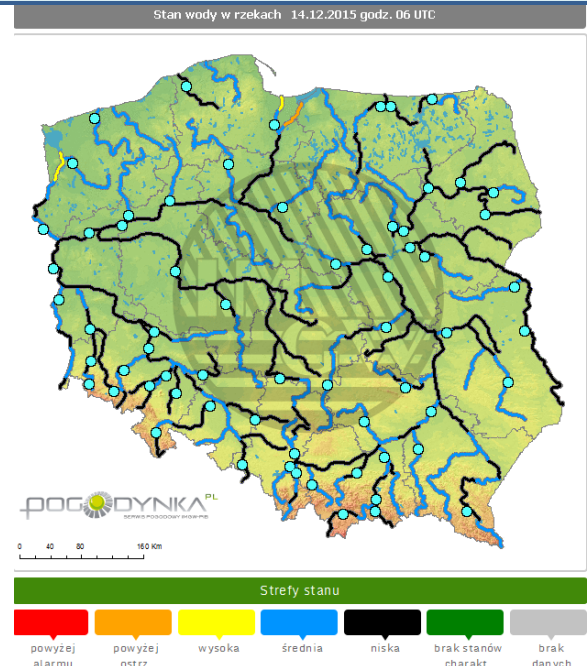 Stan wody w rzekach 14.12.2015 godz. 06 UTC
POGODYNKA.PL
SERWIS POGODOWY IMGW-PIB
0 40 80 160 Km
Strefy stanu
powyżej alarmu
powyżej ostrz.
wysoka
średnia
niska
brak stanów charakt.
brak danych